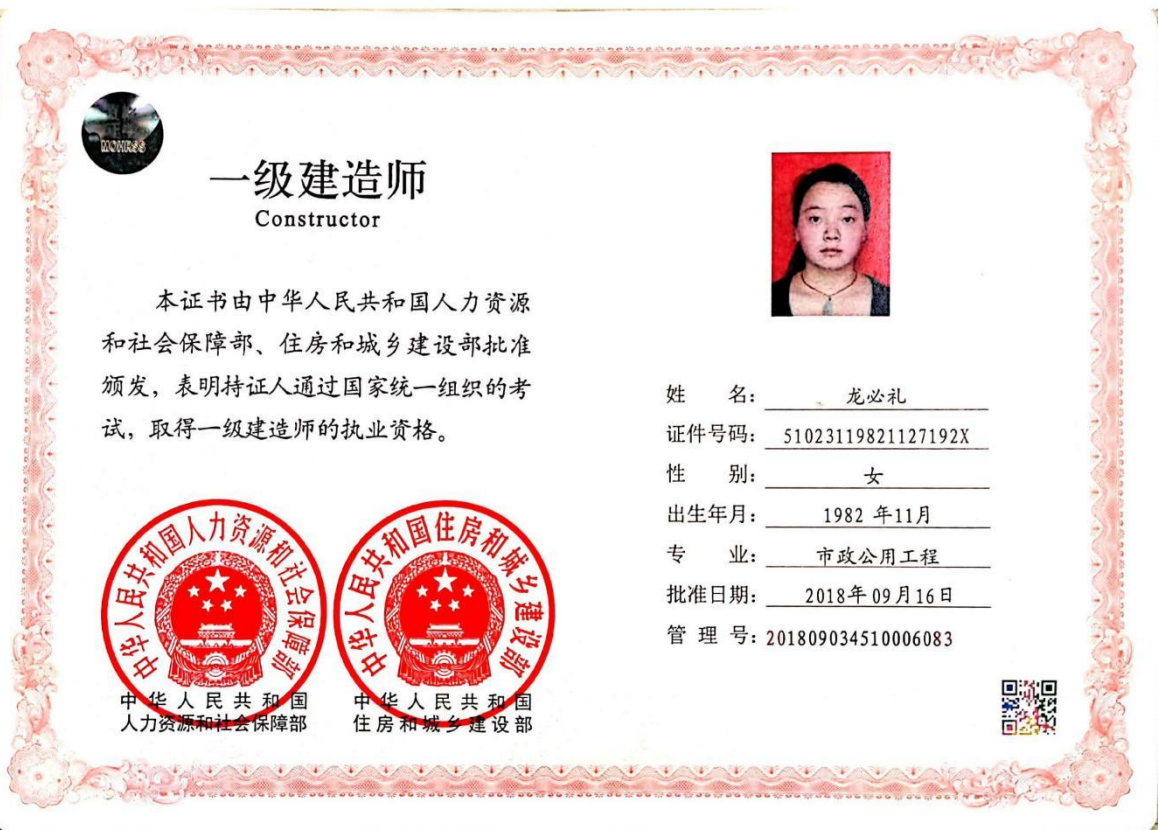 MOHRSS
一级建造师
Constructor
本证书由中华人民共和国人力资源
和社会保障部、住房和城乡建设部批准
颁发，表明持证人通过国家统一组织的考
试，取得一级建造师的执业资格。
中华人民共和国人力资源和社会保障部
中华人民共和国
人力资源和社会保障部
中华人民共和国住房和城乡建设部
中华人民共和国
住房和城乡建设部
姓 名：龙必礼
证件号码：51023119821127192X
性 别：女
出生年月：1982 年11月
专 业：市政公用工程
批准日期：2018年09月16日
管 理 号：201809034510006083